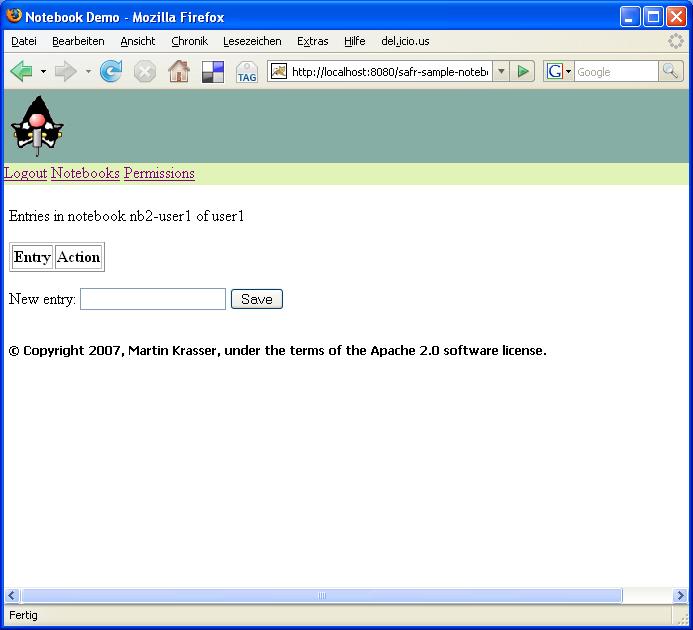 Notebook Demo - Mozilla Firefox
Datei Bearbeiten Ansicht Chronik Lesezeichen Extras Hilfe del.icio.us
TAG http://localhost:8080/safr-sample-noteb G Google
Logout Notebooks Permissions
Entries in notebook nb2-user1 of user1
Entry Action
New entry: Save
© Copyright 2007, Martin Krasser, under the terms of the Apache 2.0 software license.
Fertig